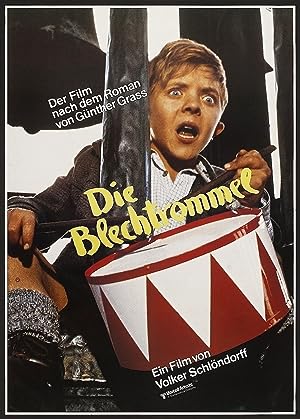 Der Film
nach dem Roman
von Günther Grass
Die
Blechtrommel
Ein Film von
Volker Schlöndorff